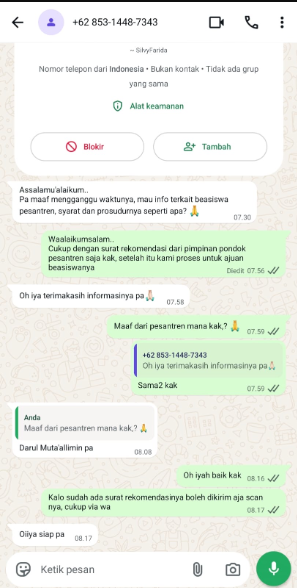 +62 853-1448-7343
~ SilvyFarida
Nomor telepon dari Indonesia • Bukan kontak • Tidak ada grup
yang sama
Alat keamanan
Blokir
Tambah
Assalamu'alaikum..
Pa maaf mengganggu waktunya, mau info terkait beasiswa
pesantren, syarat dan prosudurnya seperti apa? 🙏
07.30
Waalaikumsalam..
Cukup dengan surat rekomendasi dari pimpinan pondok
pesantren saja kak, setelah itu kami proses untuk ajuan
beasiswanya
Diedit 07.56
Oh iya terimakasih informasinya pa🙏🏻
07.58
Maaf dari pesantren mana kak,? 🙏
07.59
+62 853-1448-7343
Oh iya terimakasih informasinya pa🙏🏻
Sama2 kak
07.59
Anda
Maaf dari pesantren mana kak,? 🙏
Darul Muta'allimin pa
08.08
Oh iyah baik kak
08.16
Kalo sudah ada surat rekomendasinya boleh dikirim aja scan
nya, cukup via wa
08.17
Oiiya siap pa
08.17
Ketik pesan